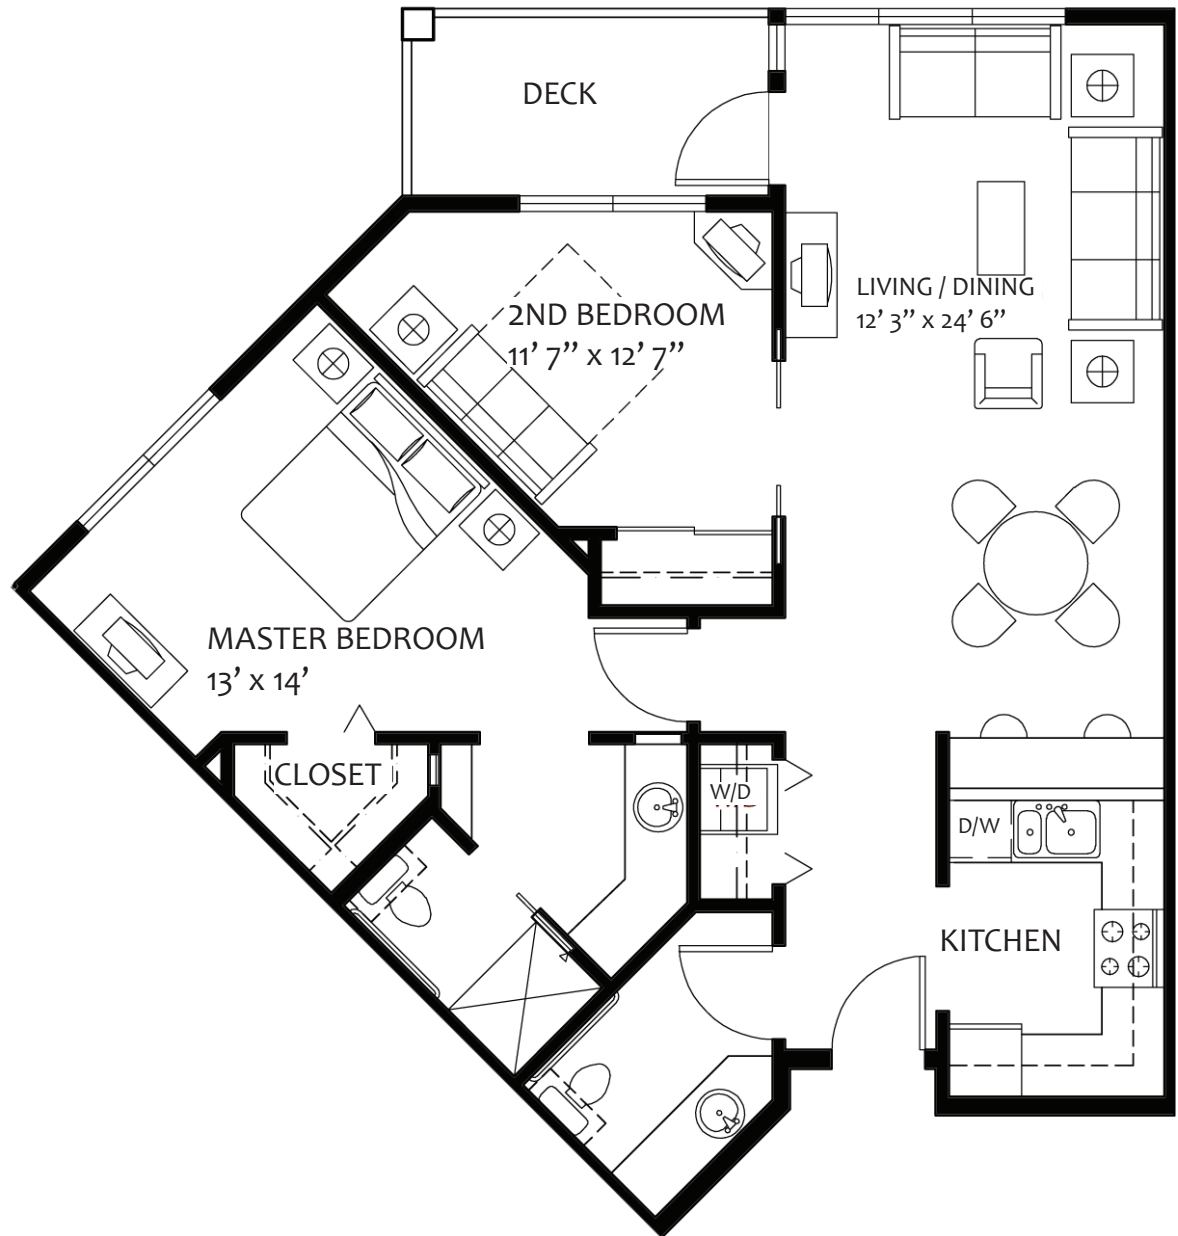 DECK
LIVING / DINING
12' 3" x 24' 6"
2ND BEDROOM
11' 7" x 12' 7"
MASTER BEDROOM
13' x 14'
CLOSET
W/D
D/W
KITCHEN